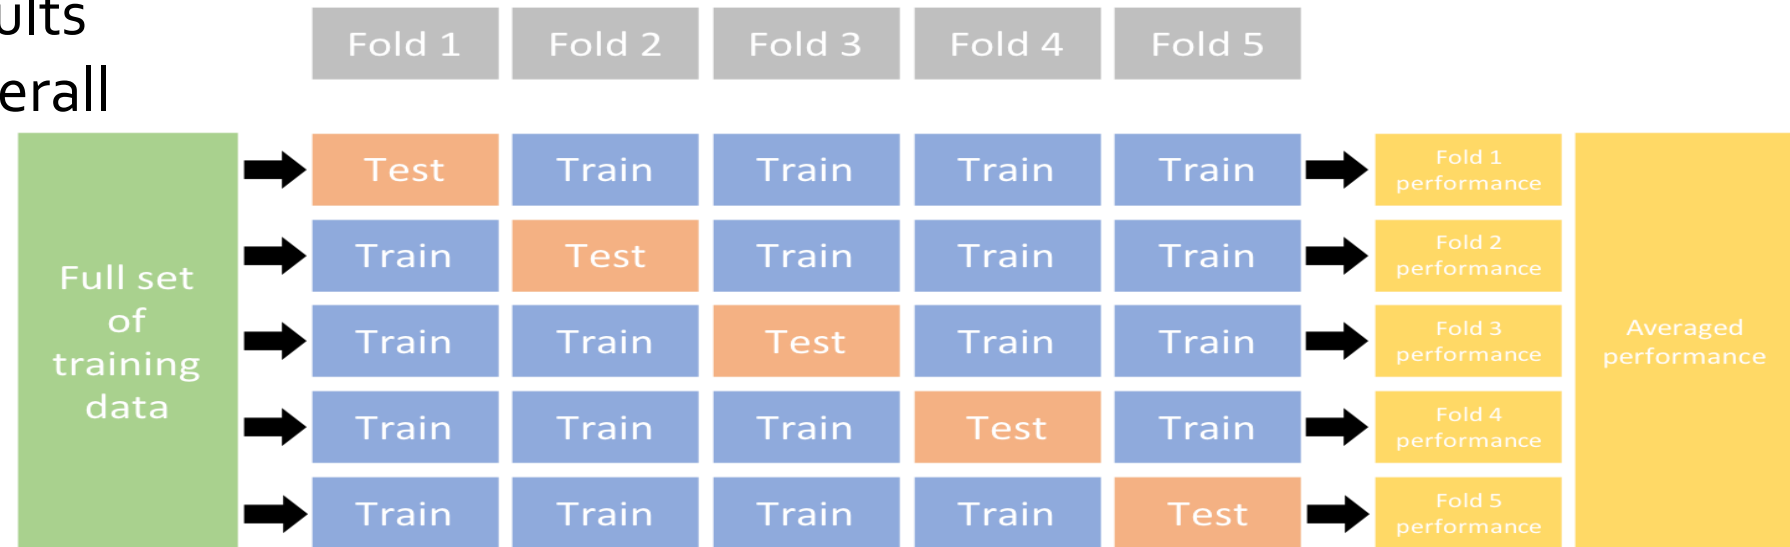 ults
erall
Fold 1 Fold 2 Fold 3 Fold 4 Fold 5
Full set
of
training
data
Test Train Train Train Train
Fold 1
performance
Train Test Train Train Train
Fold 2
performance
Train Train Test Train Train
Fold 3
performance
Train Train Train Test Train
Fold 4
performance
Train Train Train Train Test
Fold 5
performance
Averaged
performance